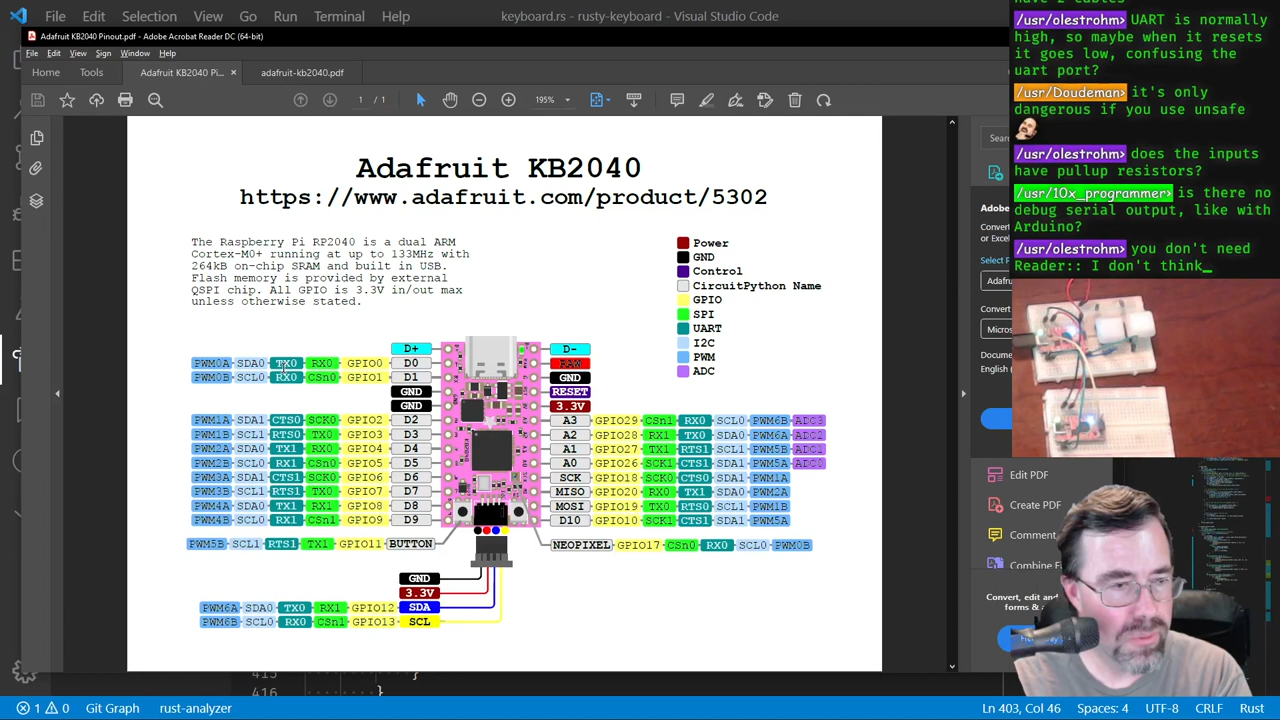 File Edit Selection View Go Run Terminal Help keyboard.rs - rusty-keyboard - Visual Studio Code
Adafruit KB2040 Pinout.pdf - Adobe Acrobat Reader DC (64-bit)
File Edit View Sign Window Help
Home Tools Adafruit KB2040 Pi... × adafruit-kb2040.pdf
1 / 1 195%
Adafruit KB2040
https://www.adafruit.com/product/5302
The Raspberry Pi RP2040 is a dual ARM
Cortex-M0+ running at up to 133MHz with
264kB on-chip SRAM and built in USB.
Flash memory is provided by external
QSPI chip. All GPIO is 3.3V in/out max
unless otherwise stated.
Power
GND
Control
CircuitPython Name
GPIO
SPI
UART
I2C
PWM
ADC
D+ D-
PWM0A SDA0 TX0 RX0 GPIO0 D0 RAW
PWM0B SCL0 RX0 CSn0 GPIO1 D1 GND
GND RESET
GND 3.3V
PWM1A SDA1 CTS0 SCK0 GPIO2 D2 A3 GPIO29 CSn1 RX0 SCL0 PWM6B ADC3
PWM1B SCL1 RTS0 TX0 GPIO3 D3 A2 GPIO28 RX1 TX0 SDA0 PWM6A ADC2
PWM2A SDA0 TX1 RX0 GPIO4 D4 A1 GPIO27 TX1 RTS1 SCL1 PWM5B ADC1
PWM2B SCL0 RX1 CSn0 GPIO5 D5 A0 GPIO26 SCK1 CTS1 SDA1 PWM5A ADC0
PWM3A SDA1 CTS1 SCK0 GPIO6 D6 SCK GPIO18 SCK0 CTS0 SDA1 PWM1A
PWM3B SCL1 RTS1 TX0 GPIO7 D7 MISO GPIO20 RX0 TX1 SDA0 PWM2A
PWM4A SDA0 TX1 RX1 GPIO8 D8 MOSI GPIO19 TX0 RTS0 SCL1 PWM1B
PWM4B SCL0 RX1 CSn1 GPIO9 D9 D10 GPIO10 SCK1 CTS1 SDA1 PWM5A
PWM5B SCL1 RTS1 TX1 GPIO11 BUTTON NEOPIXEL GPIO17 CSn0 RX0 SCL0 PWM0B
GND
3.3V
PWM6A SDA0 TX0 RX1 GPIO12 SDA
PWM6B SCL0 RX0 CSn1 GPIO13 SCL
Edit PDF
Create PDF
Comment
Combine Fi
Convert, edit and
forms & a
/usr/olestrohm> UART is normally
high, so maybe when it resets
it goes low, confusing the
uart port?
/usr/Doudeman> it's only
dangerous if you use unsafe
/usr/olestrohm> does the inputs
have pullup resistors?
/usr/10x_programmer> is there no
debug serial output, like with
Arduino?
/usr/olestrohm> you don't need
Reader:: I don't think_
415
416 }
1 0 Git Graph rust-analyzer Ln 403, Col 46 Spaces: 4 UTF-8 CRLF Rust